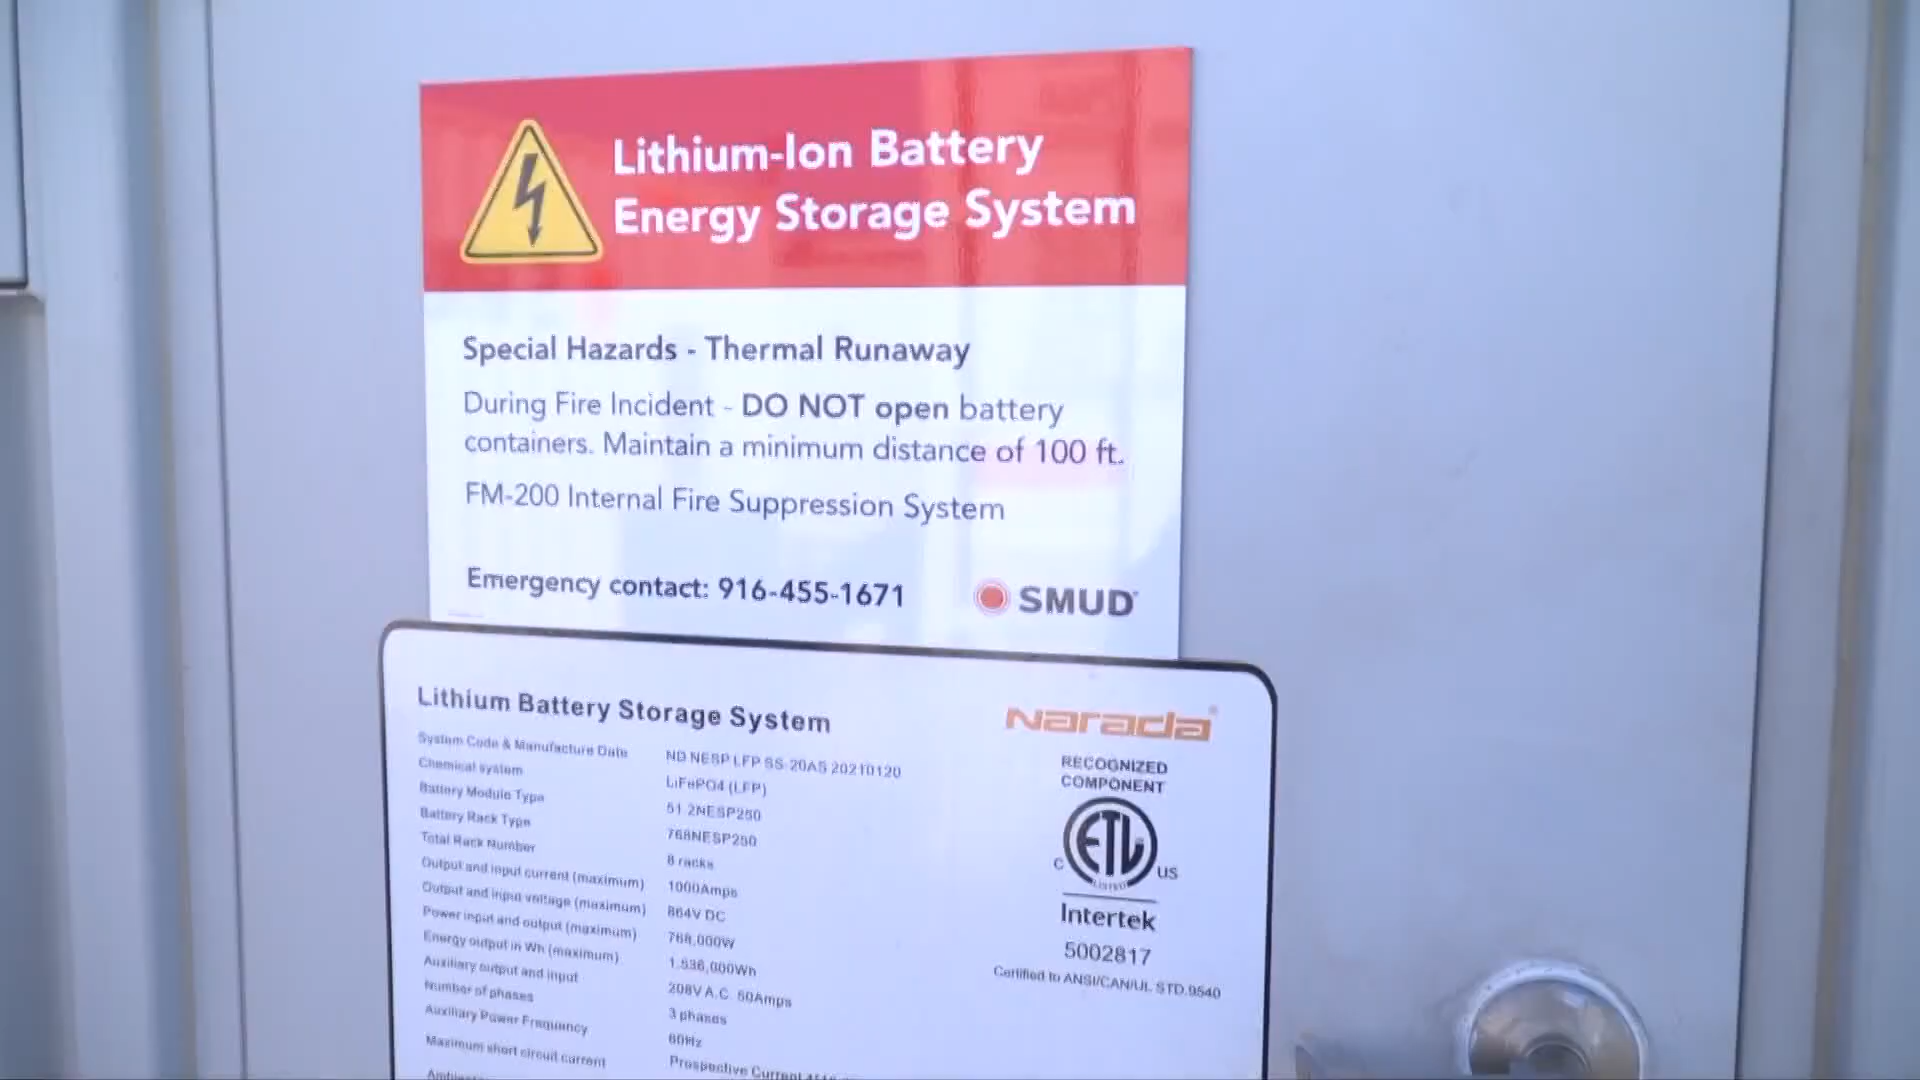 Lithium-Ion Battery
Energy Storage System
Special Hazards - Thermal Runaway
During Fire Incident - DO NOT open battery
containers. Maintain a minimum distance of 100 ft.
FM-200 Internal Fire Suppression System
Emergency contact: 916-455-1671
SMUD
Lithium Battery Storage System
Narada
RECOGNIZED
COMPONENT
ETL
C US
LISTED
Intertek
5002817
Certified to ANSI/CAN/UL STD.9540
System Code & Manufacture Date ND NESP LFP SS-20AS 20210120
Chemical system LiFePO4 (LFP)
Battery Module Type 51.2NESP250
Battery Rack Type 768NESP250
Total Rack Number 8 racks
Output and input current (maximum) 1000Amps
Output and input voltage (maximum) 864V DC
Power input and output (maximum) 768,000W
Energy output in Wh (maximum) 1,536,000Wh
Auxiliary output and input 208V A.C. 50Amps
Number of phases 3 phases
Auxiliary Power Frequency 60Hz
Maximum short circuit current Prospective Current